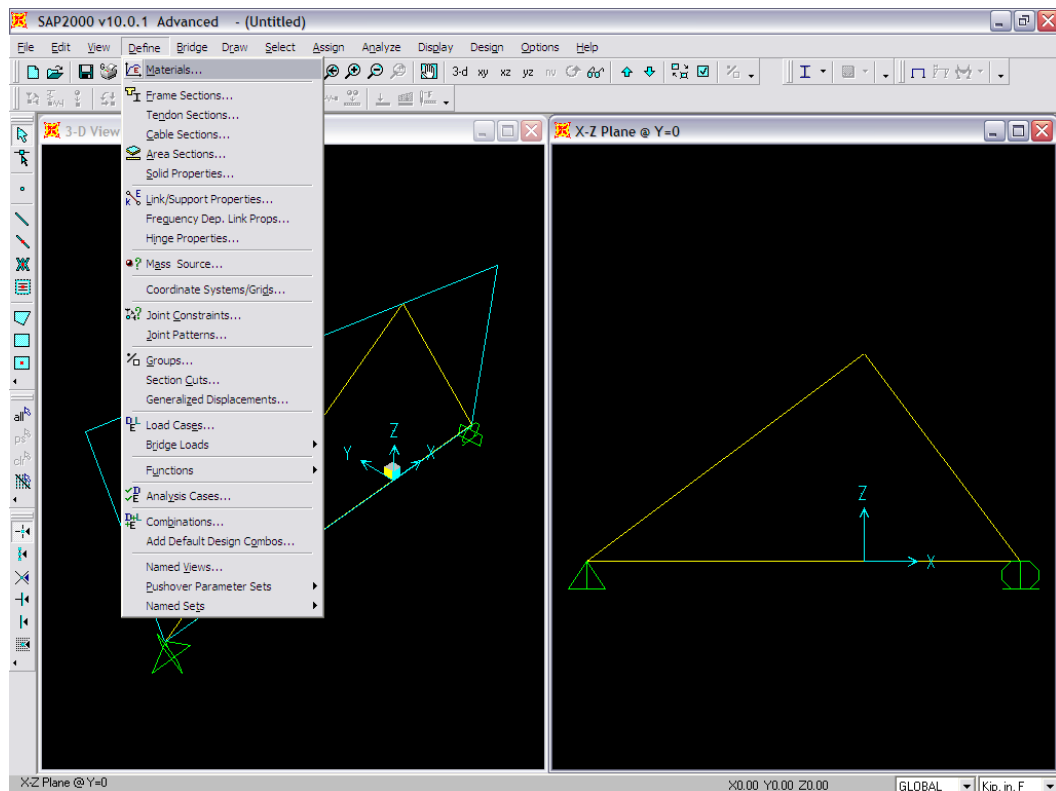 SAP2000 v10.0.1 Advanced - (Untitled)
File Edit View Define Bridge Draw Select Assign Analyze Display Design Options Help
3-d xy xz yz nv
3-D View
X-Z Plane @ Y=0
Materials...
Frame Sections...
Tendon Sections...
Cable Sections...
Area Sections...
Solid Properties...
Link/Support Properties...
Frequency Dep. Link Props...
Hinge Properties...
Mass Source...
Coordinate Systems/Grids...
Joint Constraints...
Joint Patterns...
Groups...
Section Cuts...
Generalized Displacements...
Load Cases...
Bridge Loads
Functions
Analysis Cases...
Combinations...
Add Default Design Combos...
Named Views...
Pushover Parameter Sets
Named Sets
all
ps
clr
Z
Y
X
Z
X
X-Z Plane @ Y=0
X0.00 Y0.00 Z0.00
GLOBAL
Kip, in, F